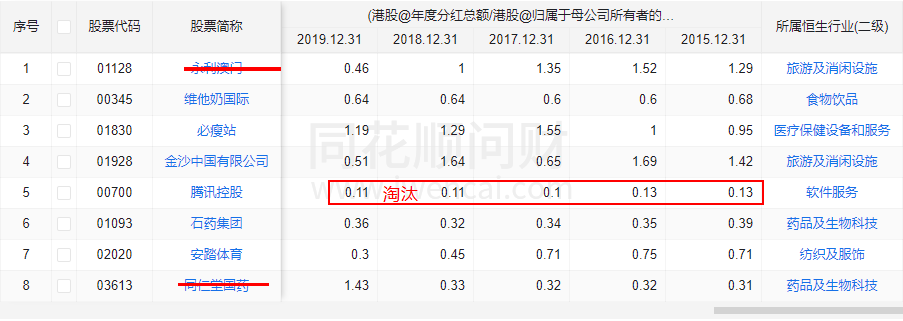 (港股@年度分红总额/港股@归属于母公司所有者的...
序号 股票代码 股票简称 2019.12.31 2018.12.31 2017.12.31 2016.12.31 2015.12.31 所属恒生行业(二级)
1 01128 永利澳门 0.46 1 1.35 1.52 1.29 旅游及消闲设施
2 00345 维他奶国际 0.64 0.64 0.6 0.6 0.68 食物饮品
3 01830 必瘦站 1.19 1.29 1.55 1 0.95 医疗保健设备和服务
4 01928 金沙中国有限公司 0.51 1.64 0.65 1.69 1.42 旅游及消闲设施
5 00700 腾讯控股 0.11 淘汰 0.11 0.1 0.13 0.13 软件服务
6 01093 石药集团 0.36 0.32 0.34 0.35 0.39 药品及生物科技
7 02020 安踏体育 0.3 0.45 0.71 0.75 0.71 纺织及服饰
8 03613 同仁堂国药 1.43 0.33 0.32 0.32 0.31 药品及生物科技
同花顺问财